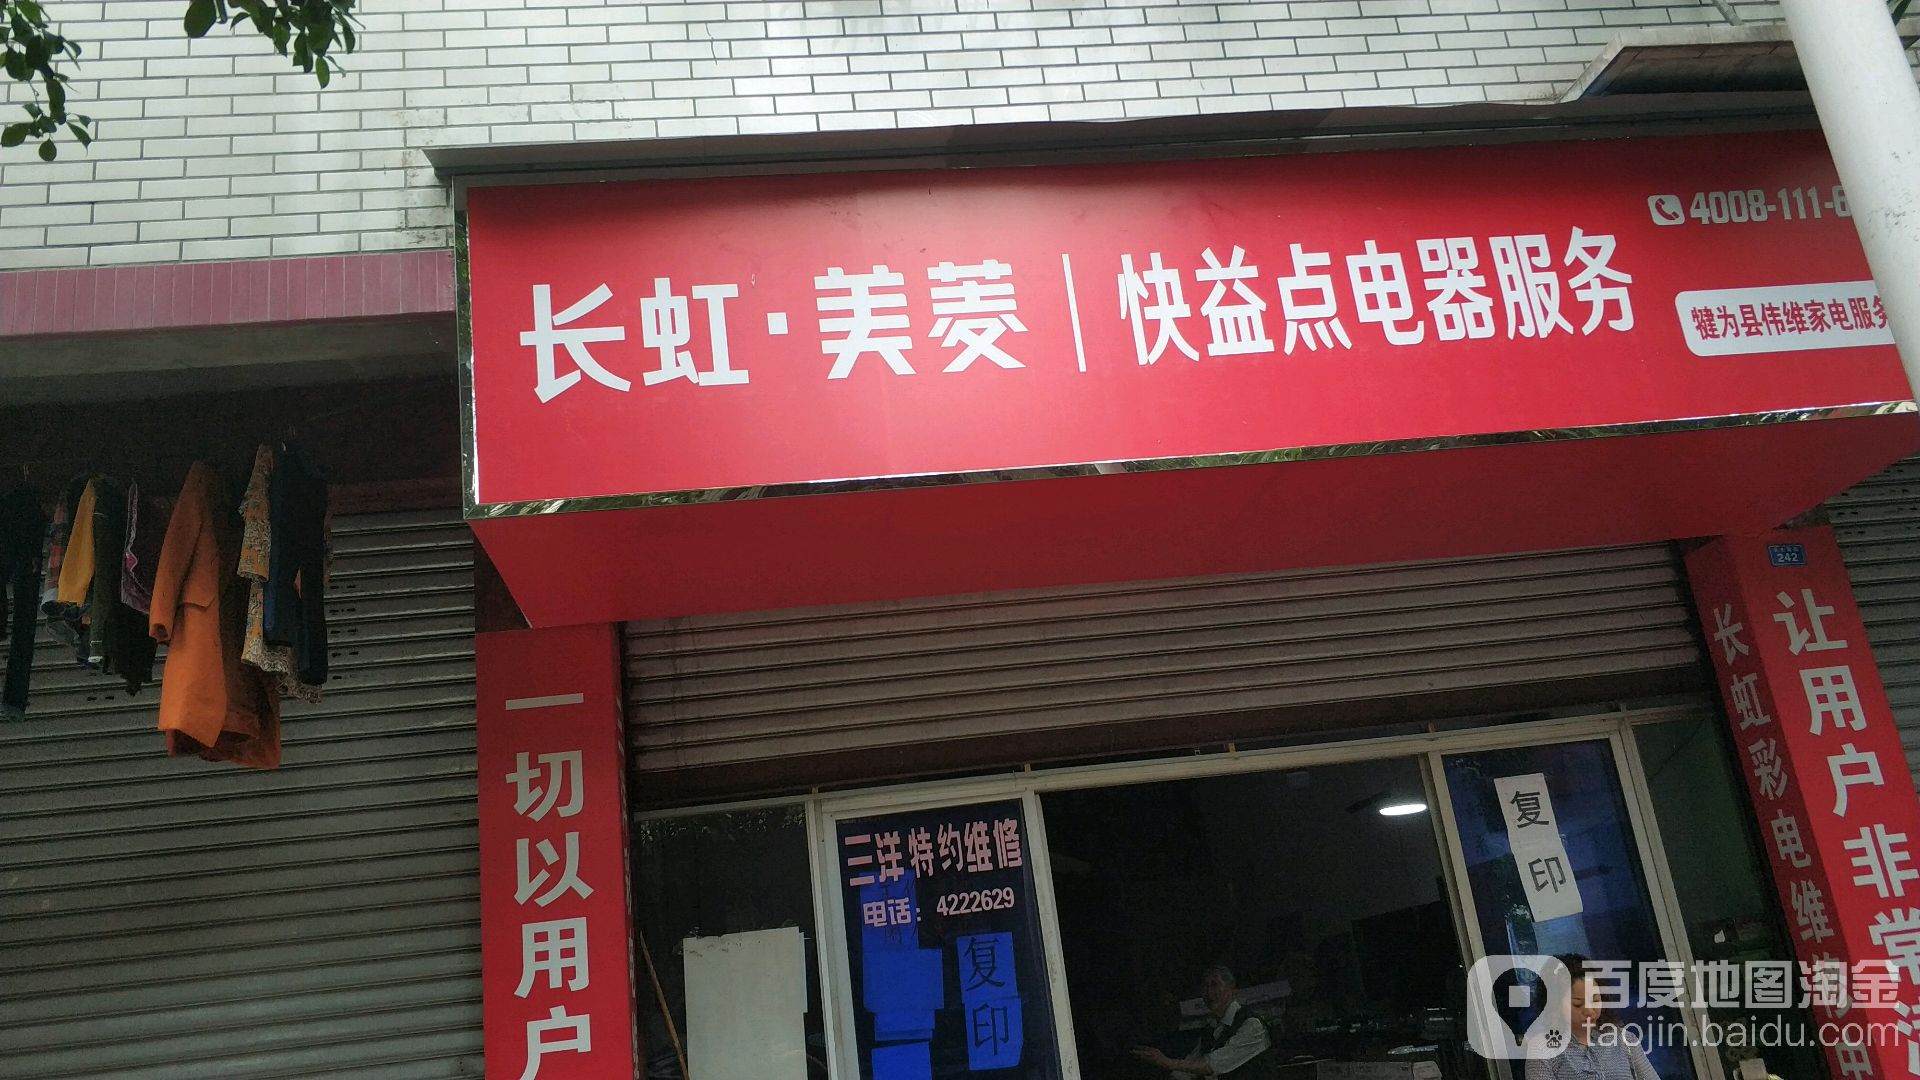 4008-111-6
长虹·美菱|快益点电器服务
犍为县伟维家电服务
242
一切以用户
让用户非常满
长虹彩电维修
三洋特约维修
电话：4222629
复印
复印
百度地图淘金
taojin.baidu.com